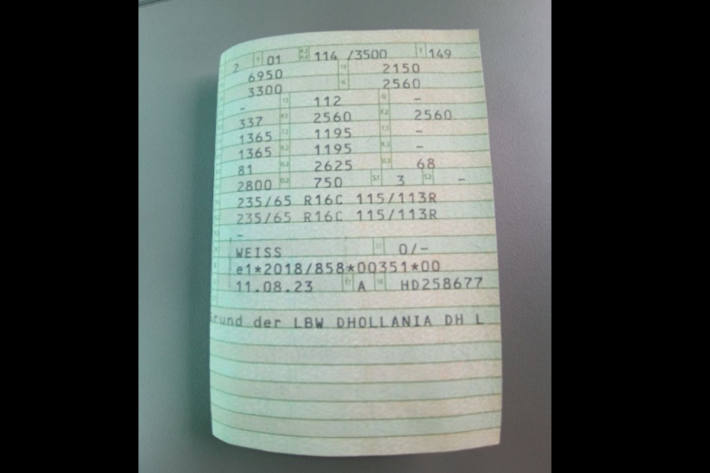 2 01 114 /3500 149
6950 2150
3300 2560
- 112 -
337 2560 2560
1365 1195 -
1365 1195 -
81 2625 68
2800 750 3 -
235/65 R16C 115/113R
235/65 R16C 115/113R
-
WEISS 0/-
e1*2018/858*00351*00
11.08.23 A HD258677
rund der LBW DHOLLANIA DH L